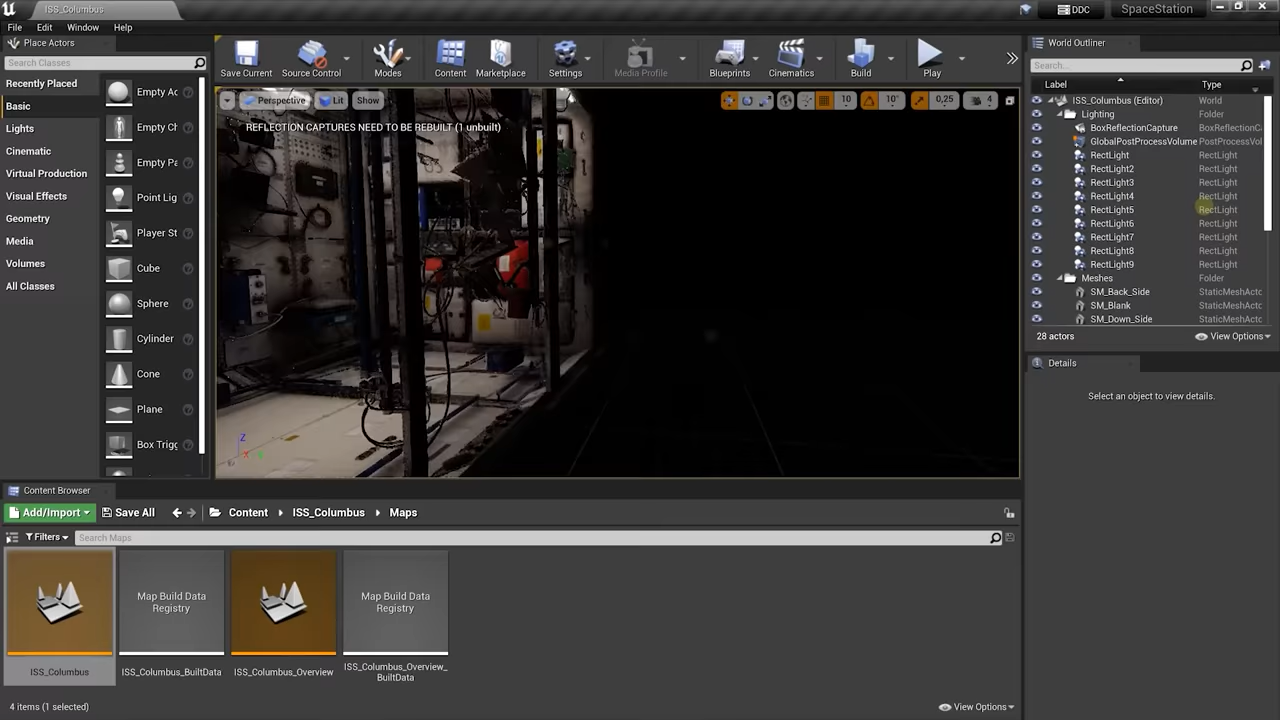 ISS_Columbus
DDC
SpaceStation
File
Edit
Window
Help
Place Actors
Search Classes
Recently Placed
Basic
Lights
Cinematic
Virtual Production
Visual Effects
Geometry
Media
Volumes
All Classes
Empty Ac
Empty Ch
Empty Pa
Point Lig
Player St
Cube
Sphere
Cylinder
Cone
Plane
Box Trigg
Save Current
Source Control
Modes
Content
Marketplace
Settings
Media Profile
Blueprints
Cinematics
Build
Play
Perspective
Lit
Show
10
10°
0,25
4
REFLECTION CAPTURES NEED TO BE REBUILT (1 unbuilt)
Z
X
World Outliner
Search...
Label
Type
ISS_Columbus (Editor) World
Lighting Folder
BoxReflectionCapture BoxReflectionC
GlobalPostProcessVolume PostProcessVol
RectLight RectLight
RectLight2 RectLight
RectLight3 RectLight
RectLight4 RectLight
RectLight5 RectLight
RectLight6 RectLight
RectLight7 RectLight
RectLight8 RectLight
RectLight9 RectLight
Meshes Folder
SM_Back_Side StaticMeshActo
SM_Blank StaticMeshActo
SM_Down_Side StaticMeshActo
28 actors
View Options
Details
Select an object to view details.
Content Browser
Add/Import
Save All
Content
ISS_Columbus
Maps
Filters
Search Maps
Map Build Data
Registry
Map Build Data
Registry
ISS_Columbus
ISS_Columbus_BuiltData
ISS_Columbus_Overview
ISS_Columbus_Overview_
BuiltData
4 items (1 selected)
View Options